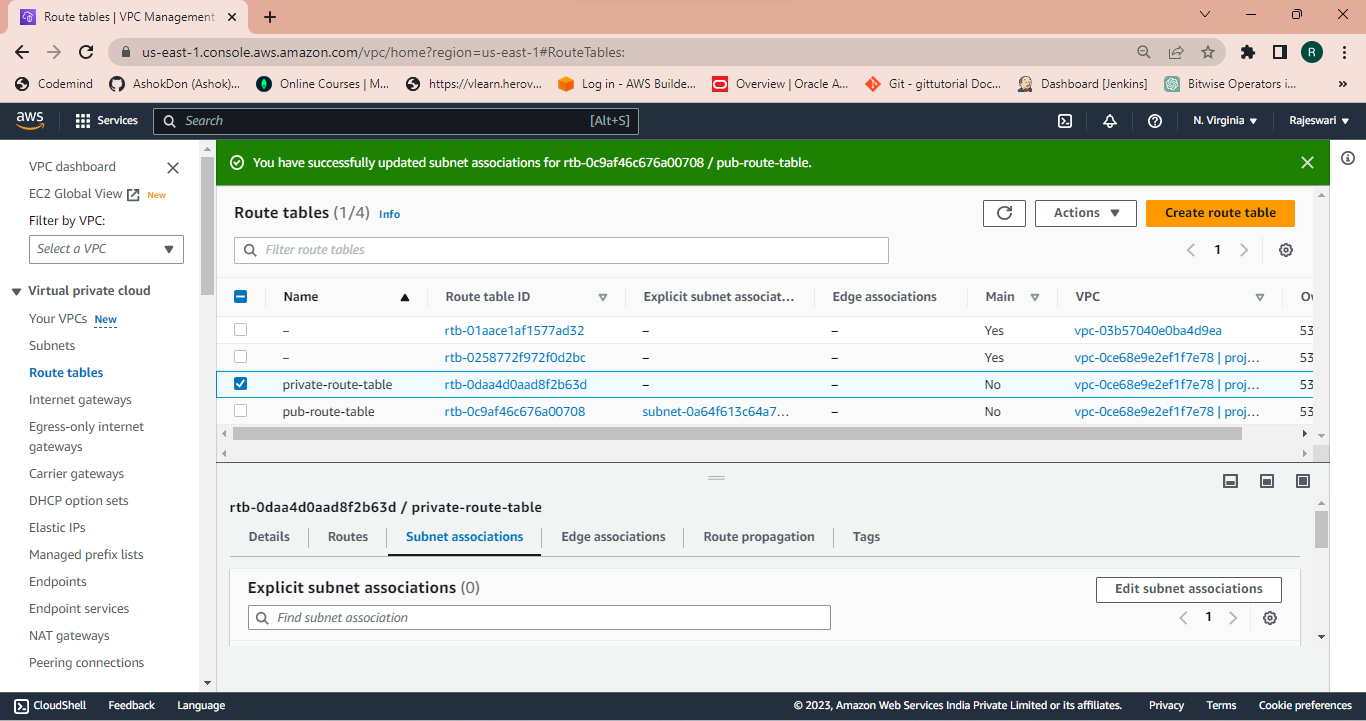 Route tables | VPC Management
us-east-1.console.aws.amazon.com/vpc/home?region=us-east-1#RouteTables:
R
Codemind
AshokDon (Ashok)...
Online Courses | M...
https://vlearn.herov...
Log in - AWS Builde...
Overview | Oracle A...
Git - gittutorial Doc...
Dashboard [Jenkins]
Bitwise Operators i...
»
aws
Services
Search
[Alt+S]
N. Virginia
Rajeswari
VPC dashboard
EC2 Global View
New
Filter by VPC:
Select a VPC
Virtual private cloud
Your VPCs New
Subnets
Route tables
Internet gateways
Egress-only internet
gateways
Carrier gateways
DHCP option sets
Elastic IPs
Managed prefix lists
Endpoints
Endpoint services
NAT gateways
Peering connections
You have successfully updated subnet associations for rtb-0c9af46c676a00708 / pub-route-table.
Route tables (1/4) Info
Actions
Create route table
Filter route tables
1
Name Route table ID Explicit subnet associat... Edge associations Main VPC Ov
– rtb-01aace1af1577ad32 – – Yes vpc-03b57040e0ba4d9ea 53
– rtb-0258772f972f0d2bc – – Yes vpc-0ce68e9e2ef1f7e78 | proj... 53
private-route-table rtb-0daa4d0aad8f2b63d – – No vpc-0ce68e9e2ef1f7e78 | proj... 53
pub-route-table rtb-0c9af46c676a00708 subnet-0a64f613c64a7... – No vpc-0ce68e9e2ef1f7e78 | proj... 53
rtb-0daa4d0aad8f2b63d / private-route-table
Details
Routes
Subnet associations
Edge associations
Route propagation
Tags
Explicit subnet associations (0)
Edit subnet associations
Find subnet association
1
CloudShell
Feedback
Language
© 2023, Amazon Web Services India Private Limited or its affiliates.
Privacy
Terms
Cookie preferences